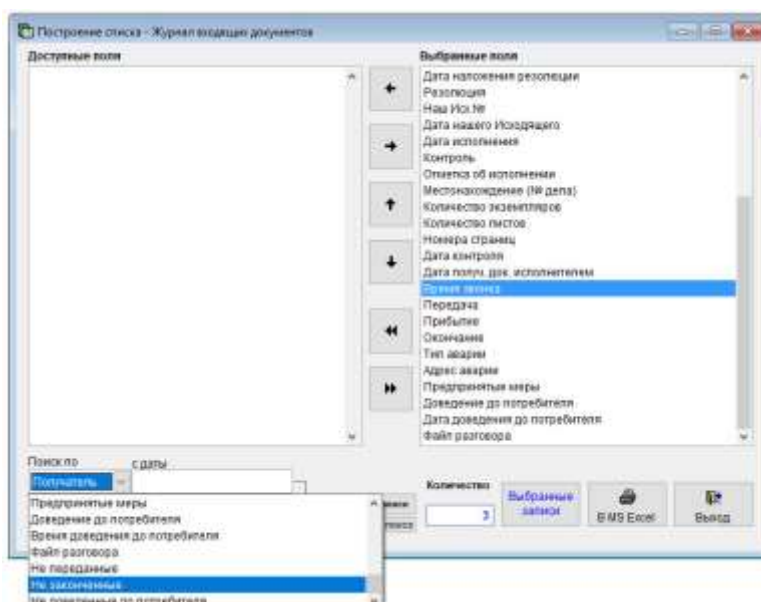 Построение списка - Журнал входящих документов
Доступные поля
Выбранные поля
Дата наложения резолюции
Резолюция
Наш Исх.№
Дата нашего Исходящего
Дата исполнения
Контроль
Отметка об исполнении
Местонахождение (№ дела)
Количество экземпляров
Количество листов
Номера страниц
Дата контроля
Дата получ. док. исполнителем
Время звонка
Передача
Прибытие
Окончание
Тип аварии
Адрес аварии
Предпринятые меры
Доведение до потребителя
Дата доведения до потребителя
Файл разговора
Поиск по
с даты
Получатель
Предпринятые меры
Доведение до потребителя
Время доведения до потребителя
Файл разговора
Не переданные
Не законченные
Не доведенные до потребителя
Количество
3
Выбранные
записи
В MS Excel
Выход